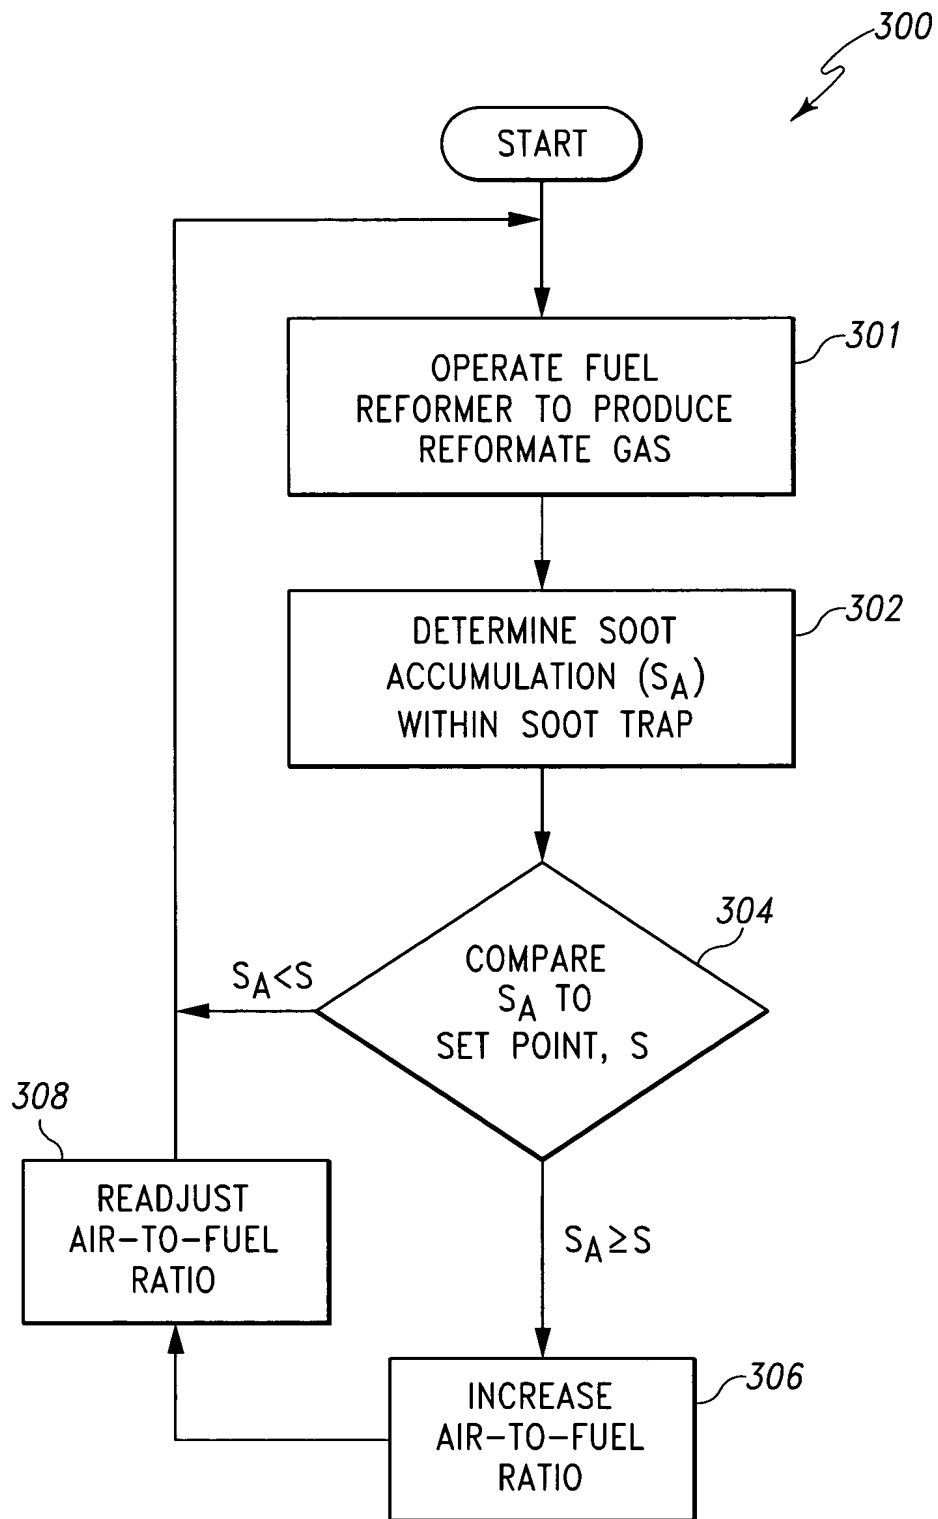 300
START
301
OPERATE FUEL
REFORMER TO PRODUCE
REFORMATE GAS
302
DETERMINE SOOT
ACCUMULATION (SA)
WITHIN SOOT TRAP
304
COMPARE
SA TO
SET POINT, S
SA<S
308
READJUST
AIR-TO-FUEL
RATIO
SA≥S
306
INCREASE
AIR-TO-FUEL
RATIO